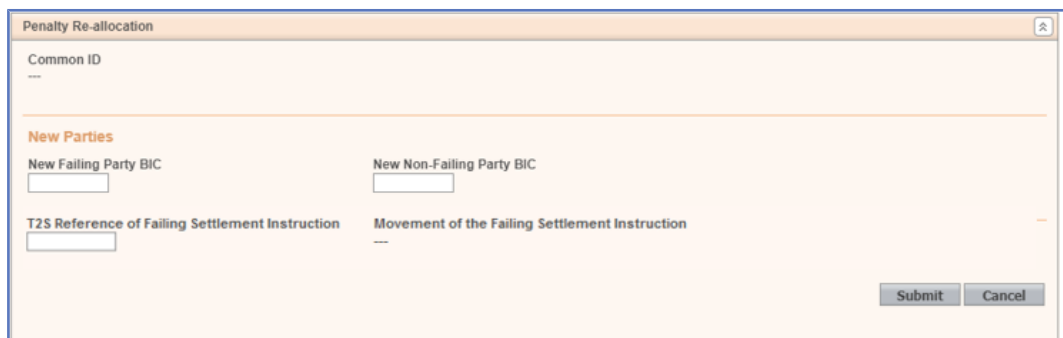 Penalty Re-allocation
Common ID
---
New Parties
New Failing Party BIC New Non-Failing Party BIC
T2S Reference of Failing Settlement Instruction Movement of the Failing Settlement Instruction
---
Submit Cancel